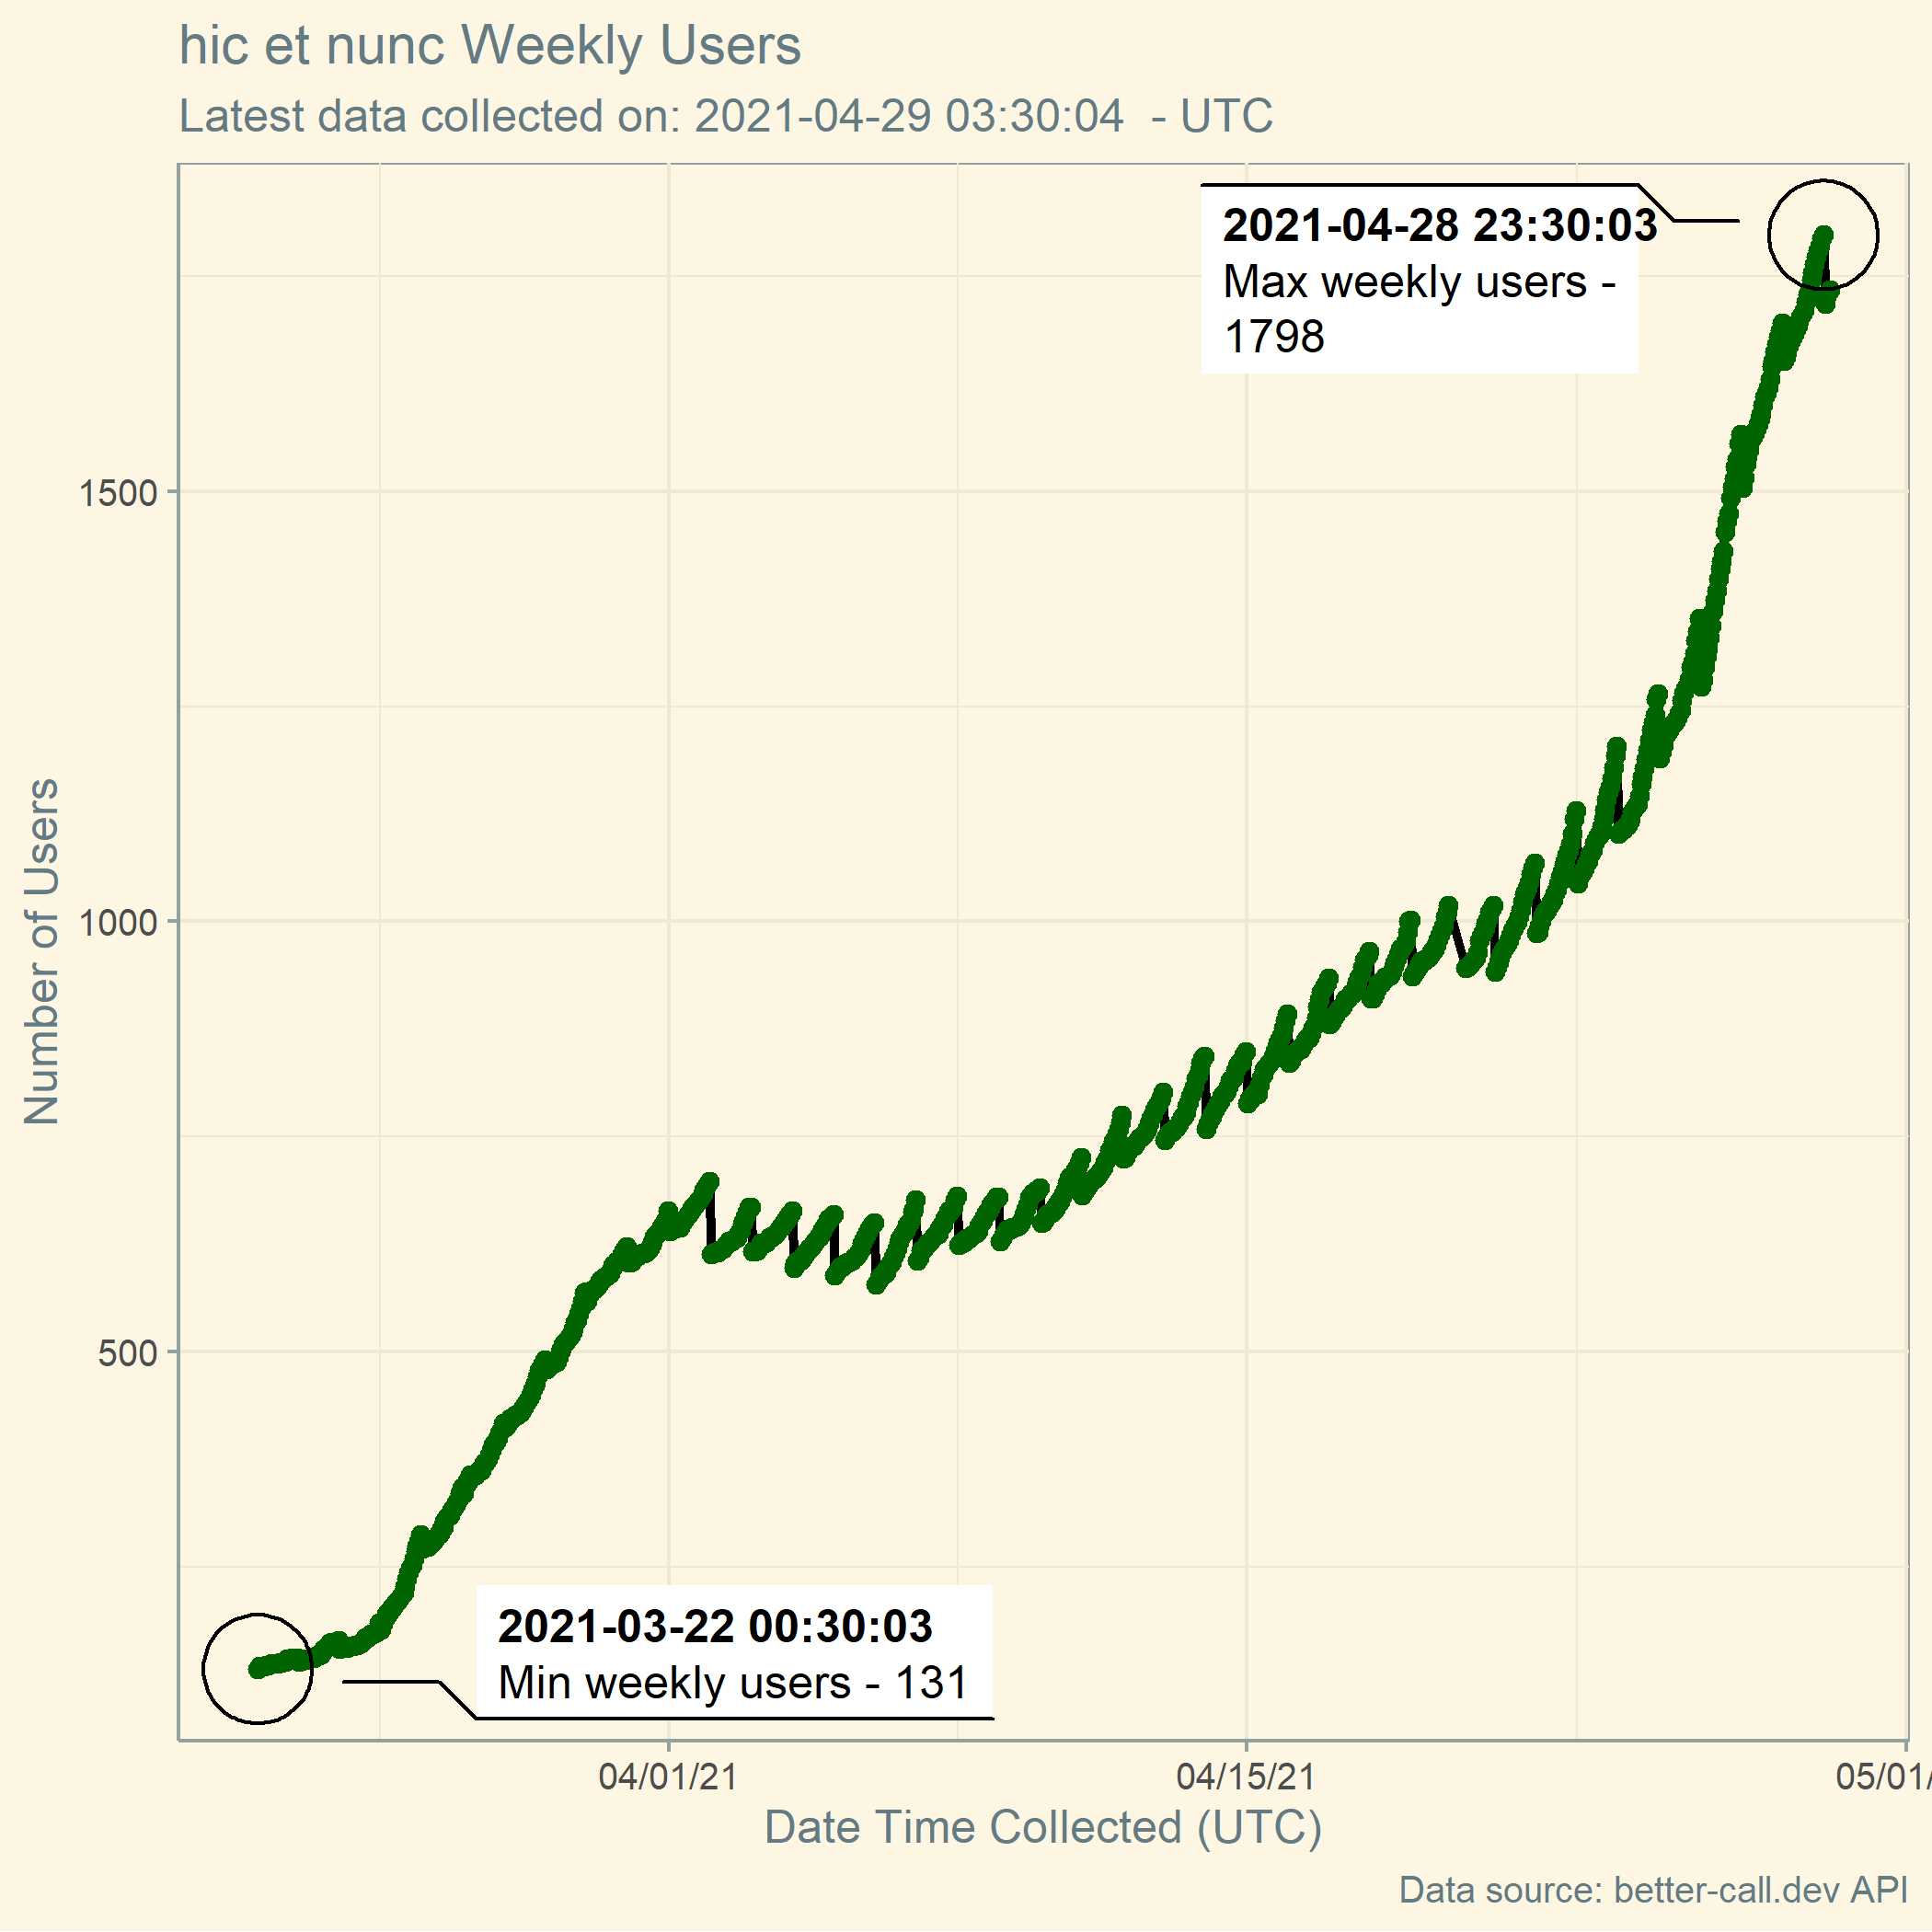 hic et nunc Weekly Users
Latest data collected on: 2021-04-29 03:30:04  - UTC
2021-04-28 23:30:03
Max weekly users -
1798
1500
1000
500
Number of Users
2021-03-22 00:30:03
Min weekly users - 131
04/01/21
04/15/21
05/01/
Date Time Collected (UTC)
Data source: better-call.dev API